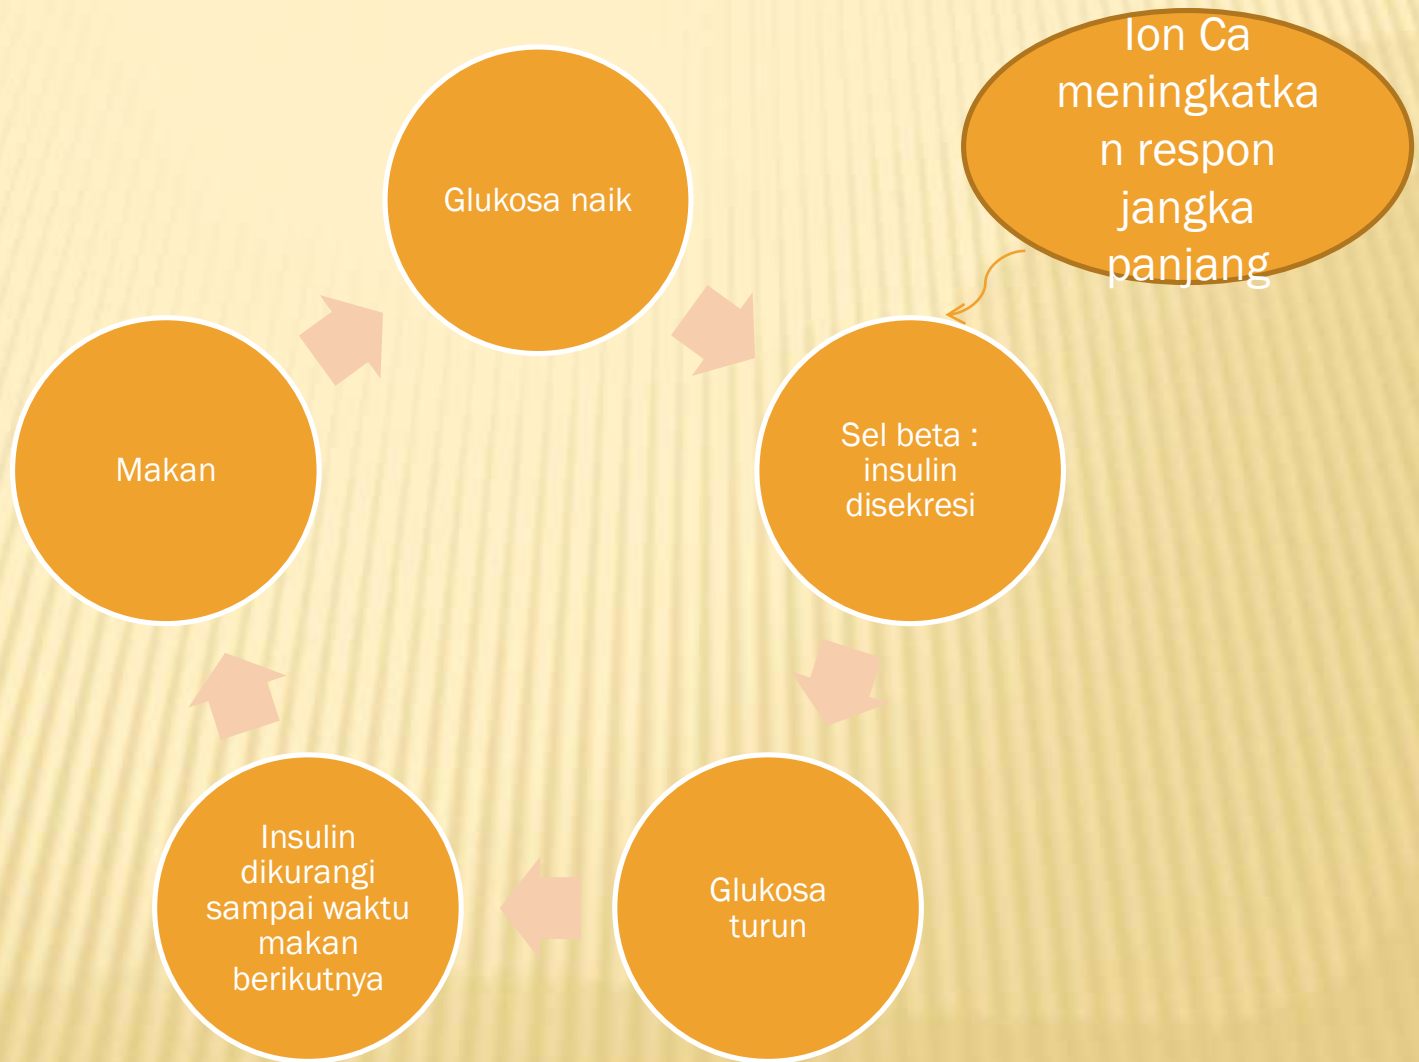 Ion Ca
meningkatka
n respon
jangka
panjang
Glukosa naik
Sel beta :
insulin
disekresi
Glukosa
turun
Insulin
dikurangi
sampai waktu
makan
berikutnya
Makan